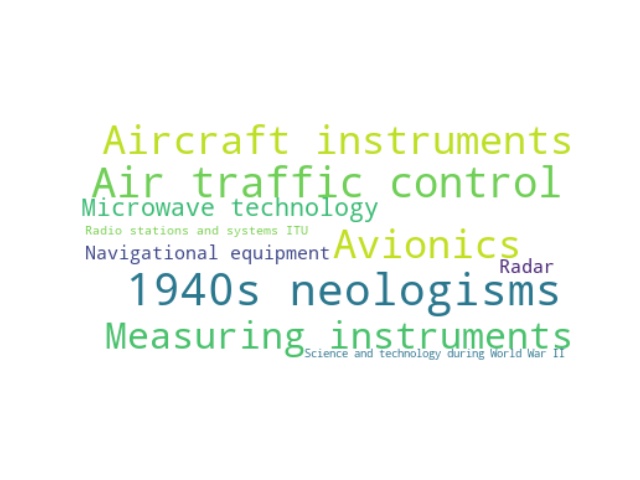 Aircraft instruments
Air traffic control
Microwave technology
Radio stations and systems ITU
Avionics
Navigational equipment
Radar
1940s neologisms
Measuring instruments
Science and technology during World War II